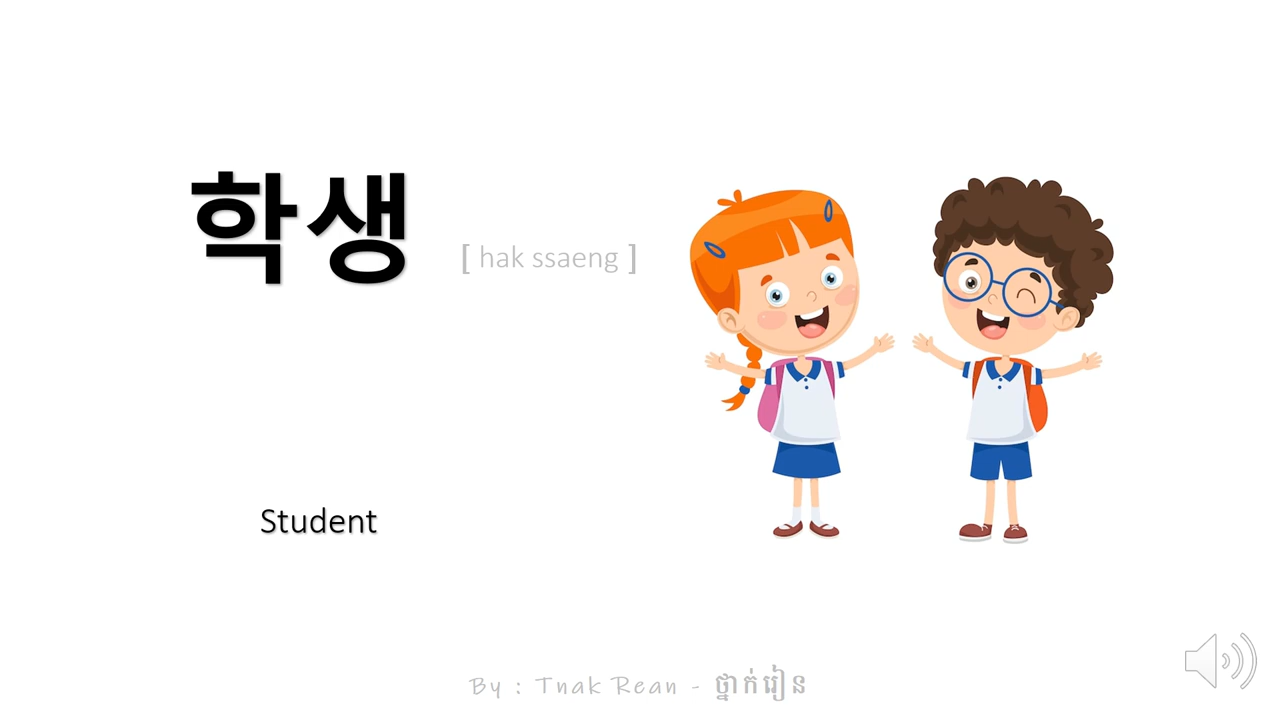 학생
[ hak ssaeng ]
Student
By : Tnak Rean - ថ្នាក់រៀន